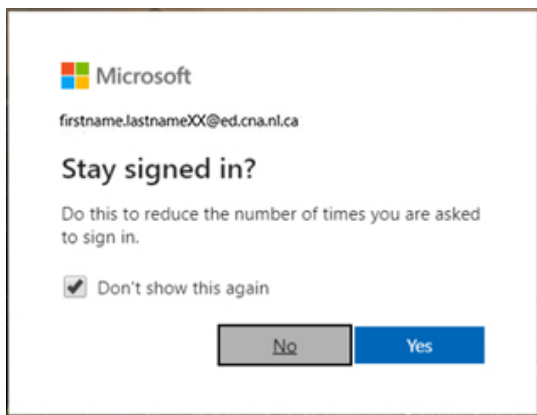 Microsoft
firstname.lastnameXX@ed.cna.nl.ca
Stay signed in?
Do this to reduce the number of times you are asked
to sign in.
Don't show this again
No
Yes